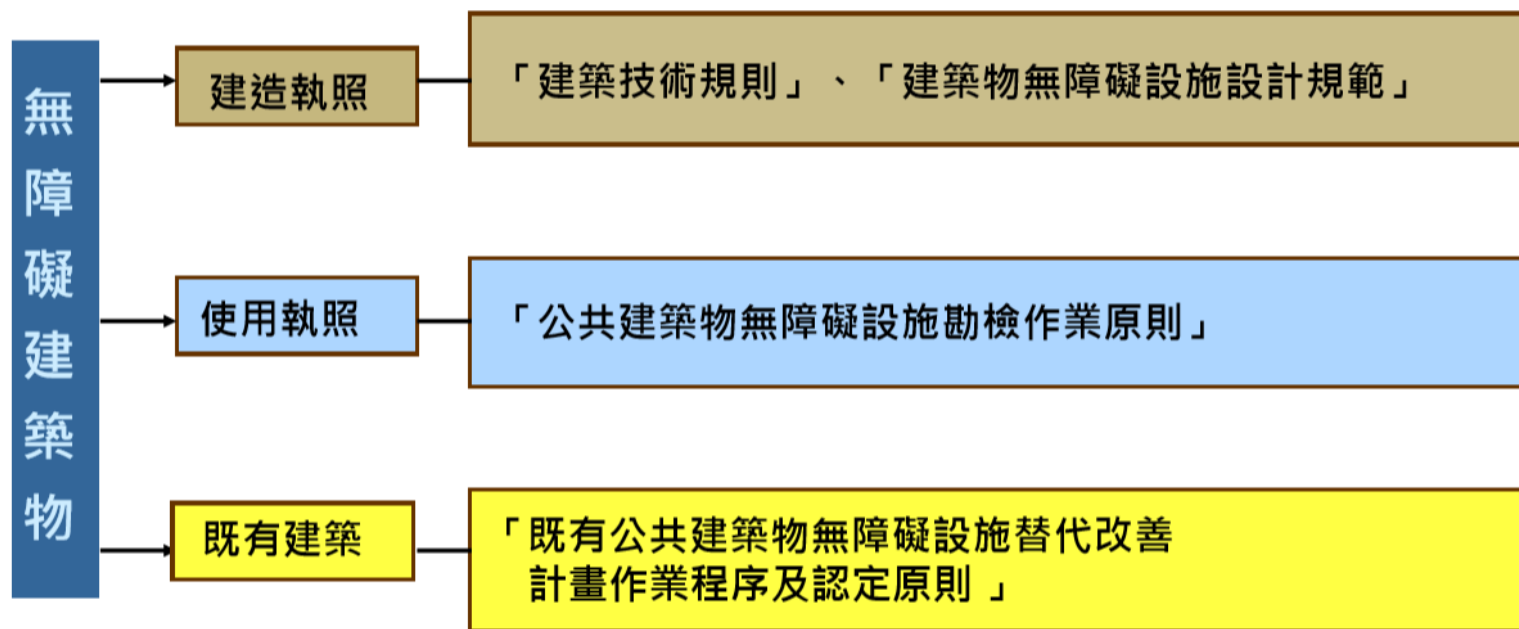 無障礙建築物
建造執照
「建築技術規則」、「建築物無障礙設施設計規範」
使用執照
「公共建築物無障礙設施勘檢作業原則」
既有建築
「既有公共建築物無障礙設施替代改善
計畫作業程序及認定原則 」